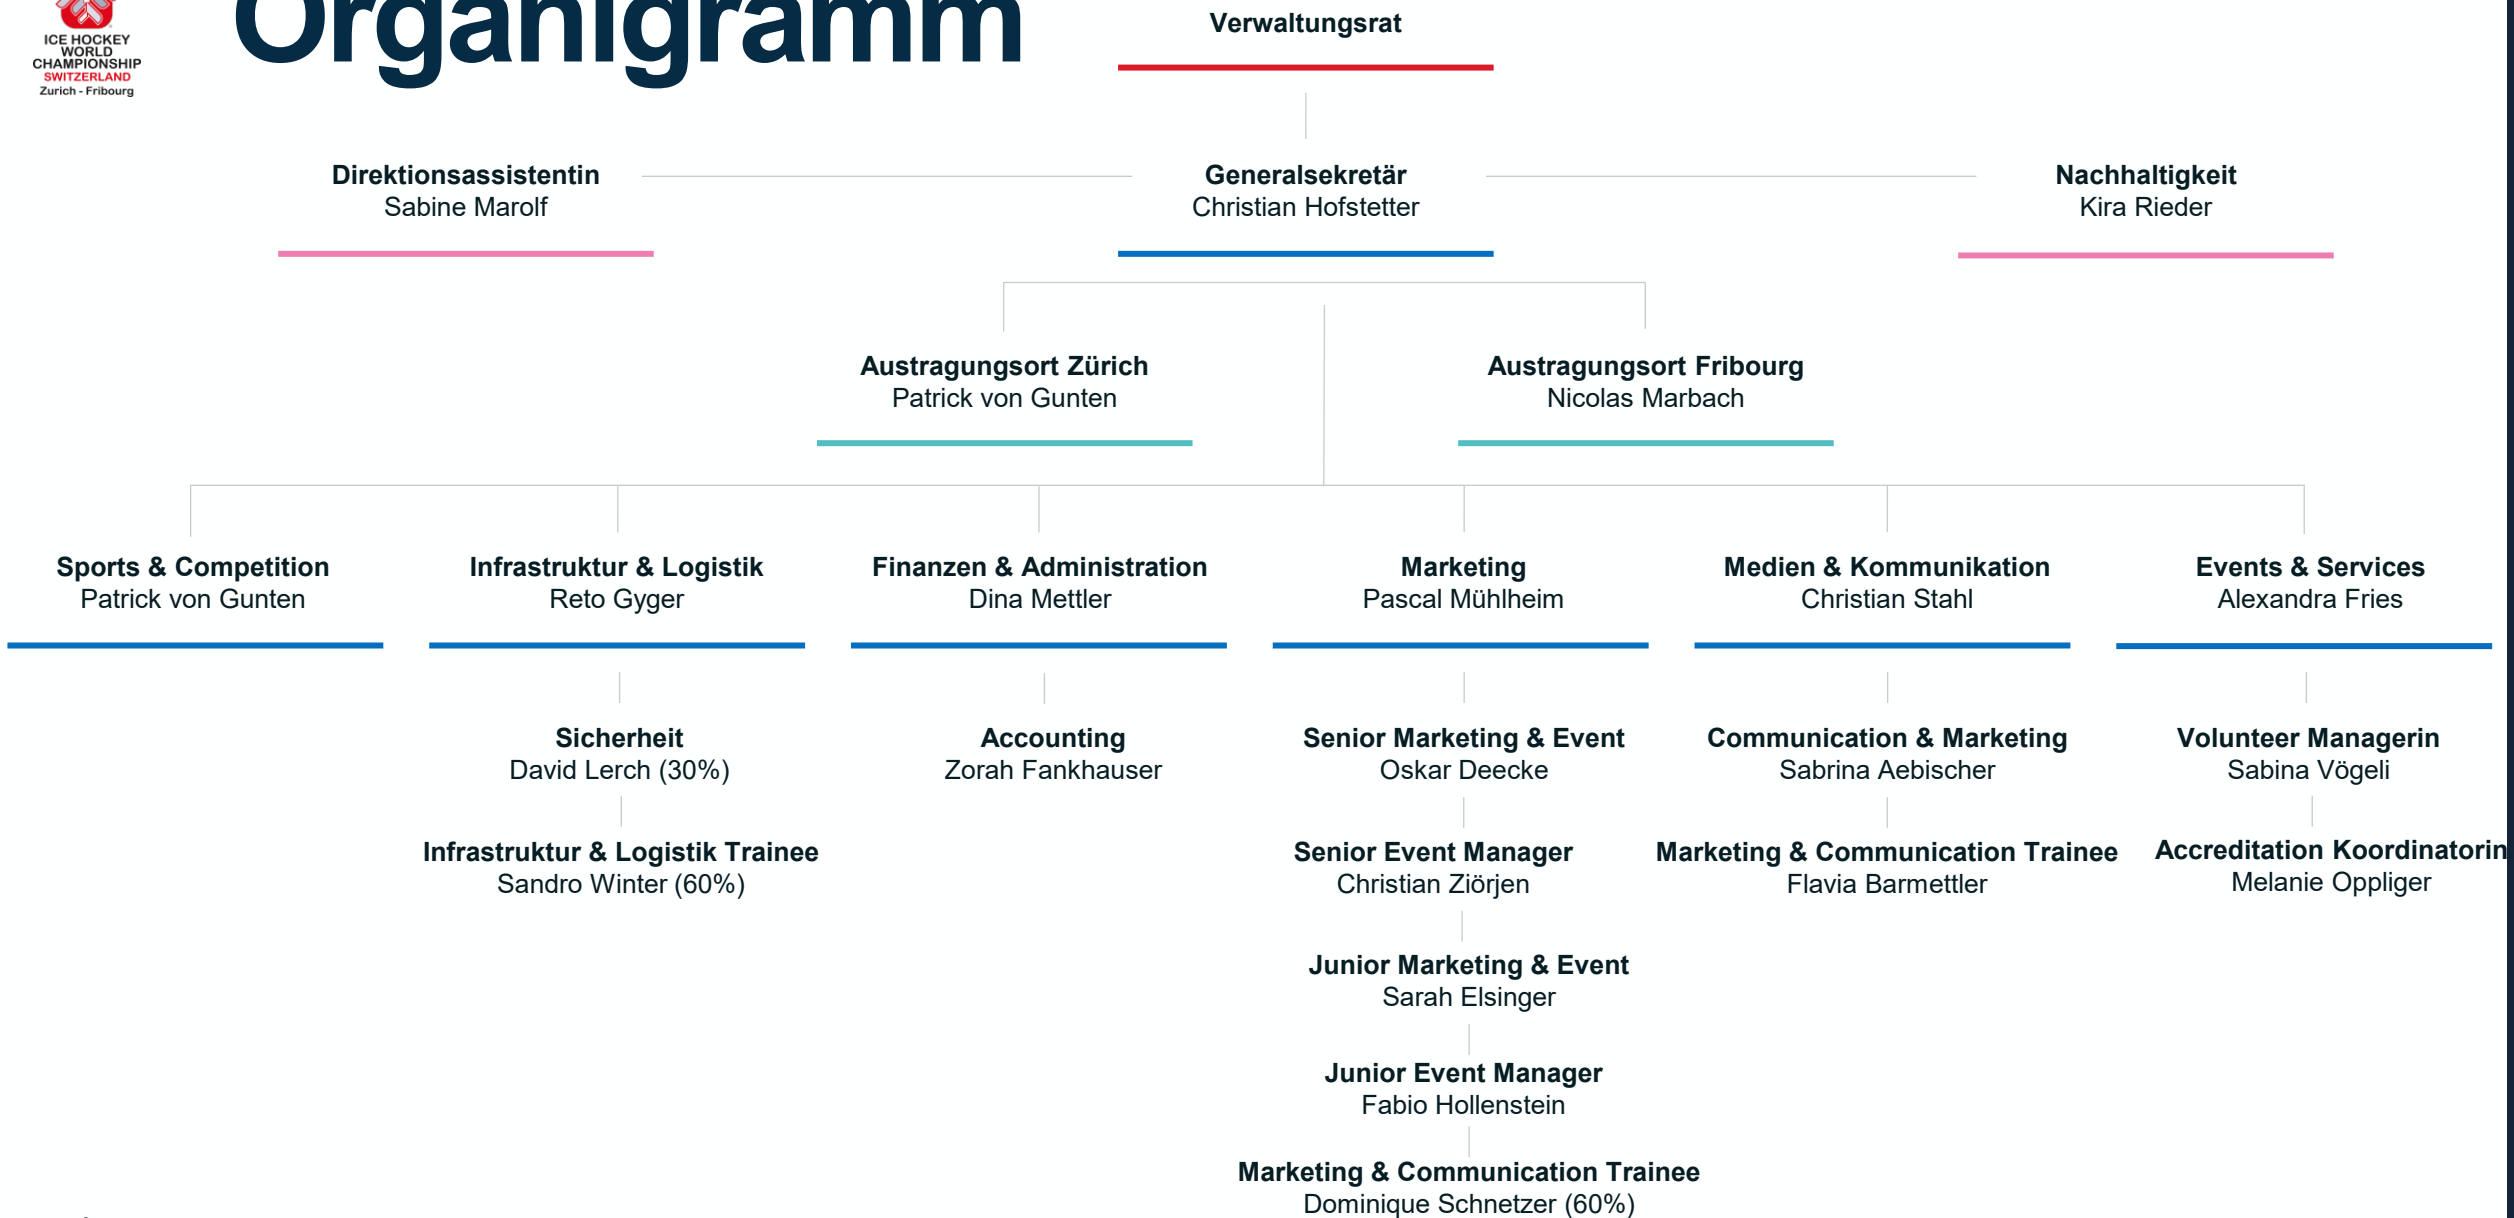 ICE HOCKEY
WORLD
CHAMPIONSHIP
SWITZERLAND
Zurich - Fribourg
Organigramm
Verwaltungsrat
Direktionsassistentin
Sabine Marolf
Generalsekretär
Christian Hofstetter
Nachhaltigkeit
Kira Rieder
Austragungsort Zürich
Patrick von Gunten
Austragungsort Fribourg
Nicolas Marbach
Sports & Competition
Patrick von Gunten
Infrastruktur & Logistik
Reto Gyger
Finanzen & Administration
Dina Mettler
Marketing
Pascal Mühlheim
Medien & Kommunikation
Christian Stahl
Events & Services
Alexandra Fries
Sicherheit
David Lerch (30%)
Accounting
Zorah Fankhauser
Senior Marketing & Event
Oskar Deecke
Communication & Marketing
Sabrina Aebischer
Volunteer Managerin
Sabina Vögeli
Infrastruktur & Logistik Trainee
Sandro Winter (60%)
Senior Event Manager
Christian Ziörjen
Marketing & Communication Trainee
Flavia Barmettler
Accreditation Koordinatorin
Melanie Oppliger
Junior Marketing & Event
Sarah Elsinger
Junior Event Manager
Fabio Hollenstein
Marketing & Communication Trainee
Dominique Schnetzer (60%)